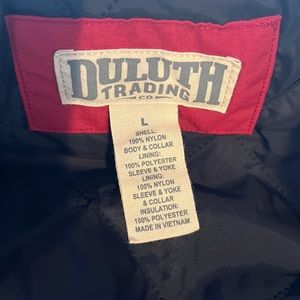 DULUTH
TRADING
CO
L
SHELL:
100% NYLON
BODY & COLLAR
LINING:
100% POLYESTER
SLEEVE & YOKE
LINING:
100% NYLON
SLEEVE & YOKE
& COLLAR
INSULATION:
100% POLYESTER
MADE IN VIETNAM